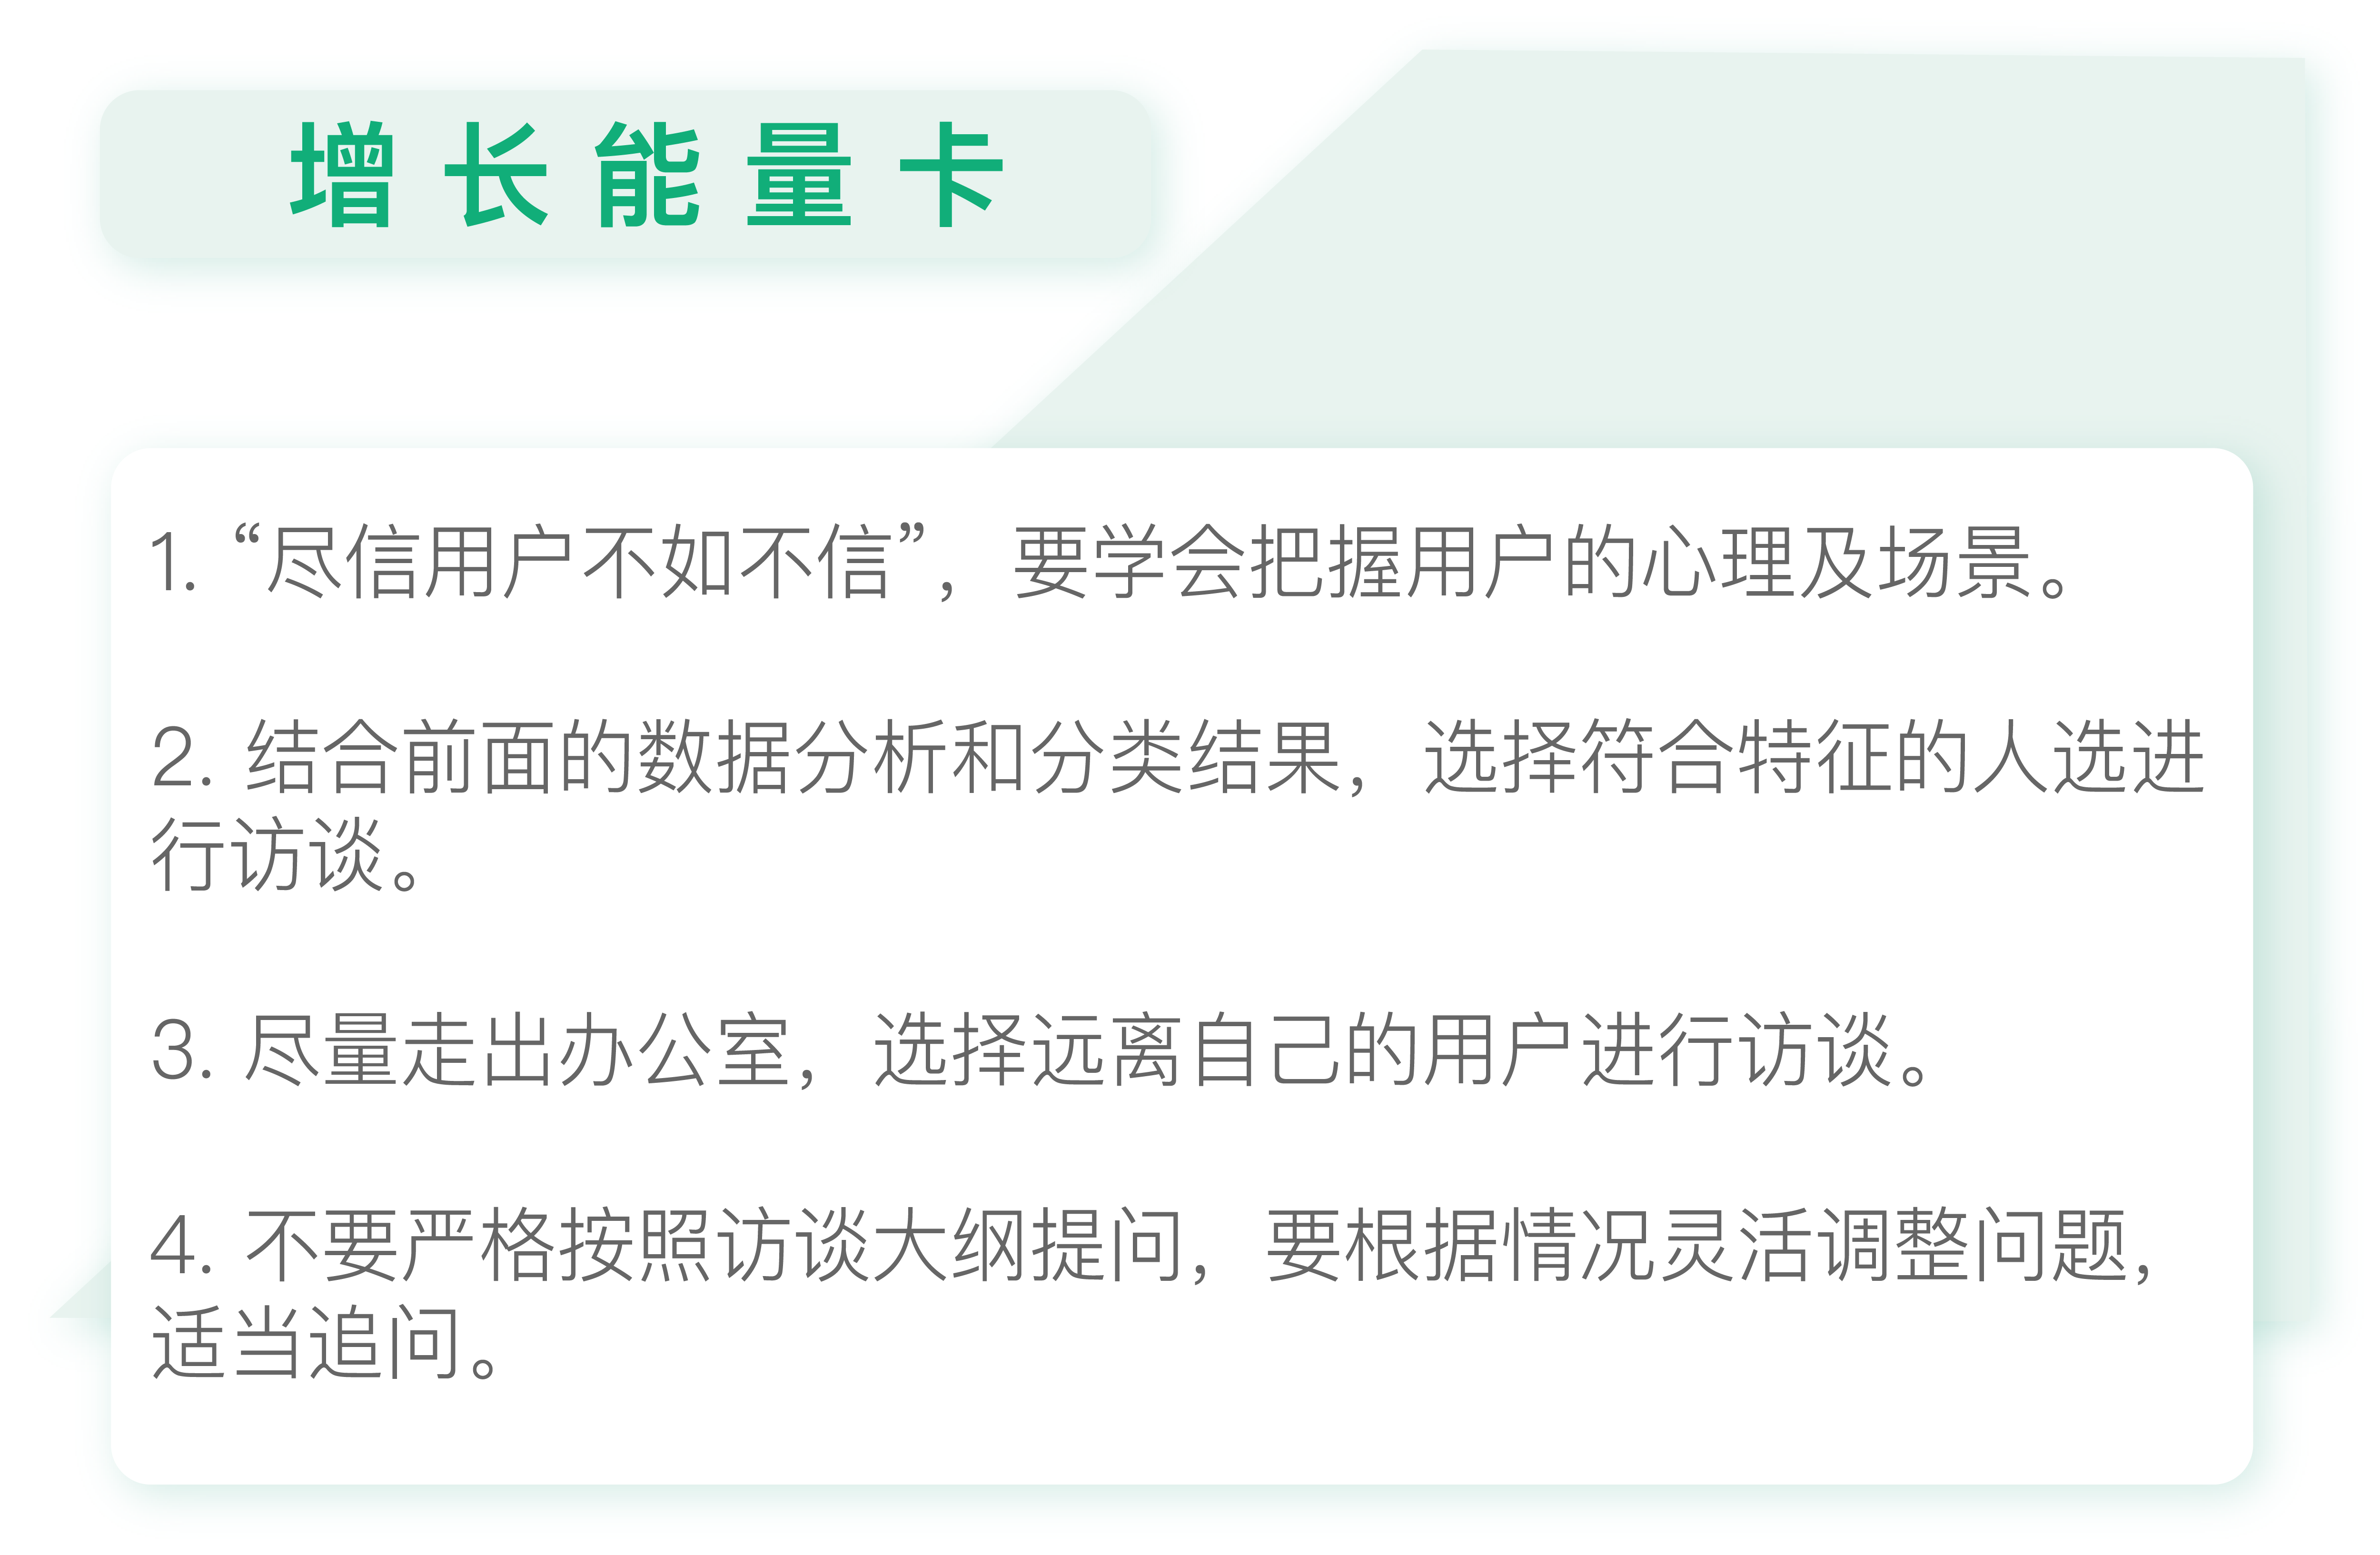 增长能量卡
1. “尽信用户不如不信”，要学会把握用户的心理及场景。
2. 结合前面的数据分析和分类结果，选择符合特征的人选进
行访谈。
3. 尽量走出办公室，选择远离自己的用户进行访谈。
4. 不要严格按照访谈大纲提问，要根据情况灵活调整问题，
适当追问。